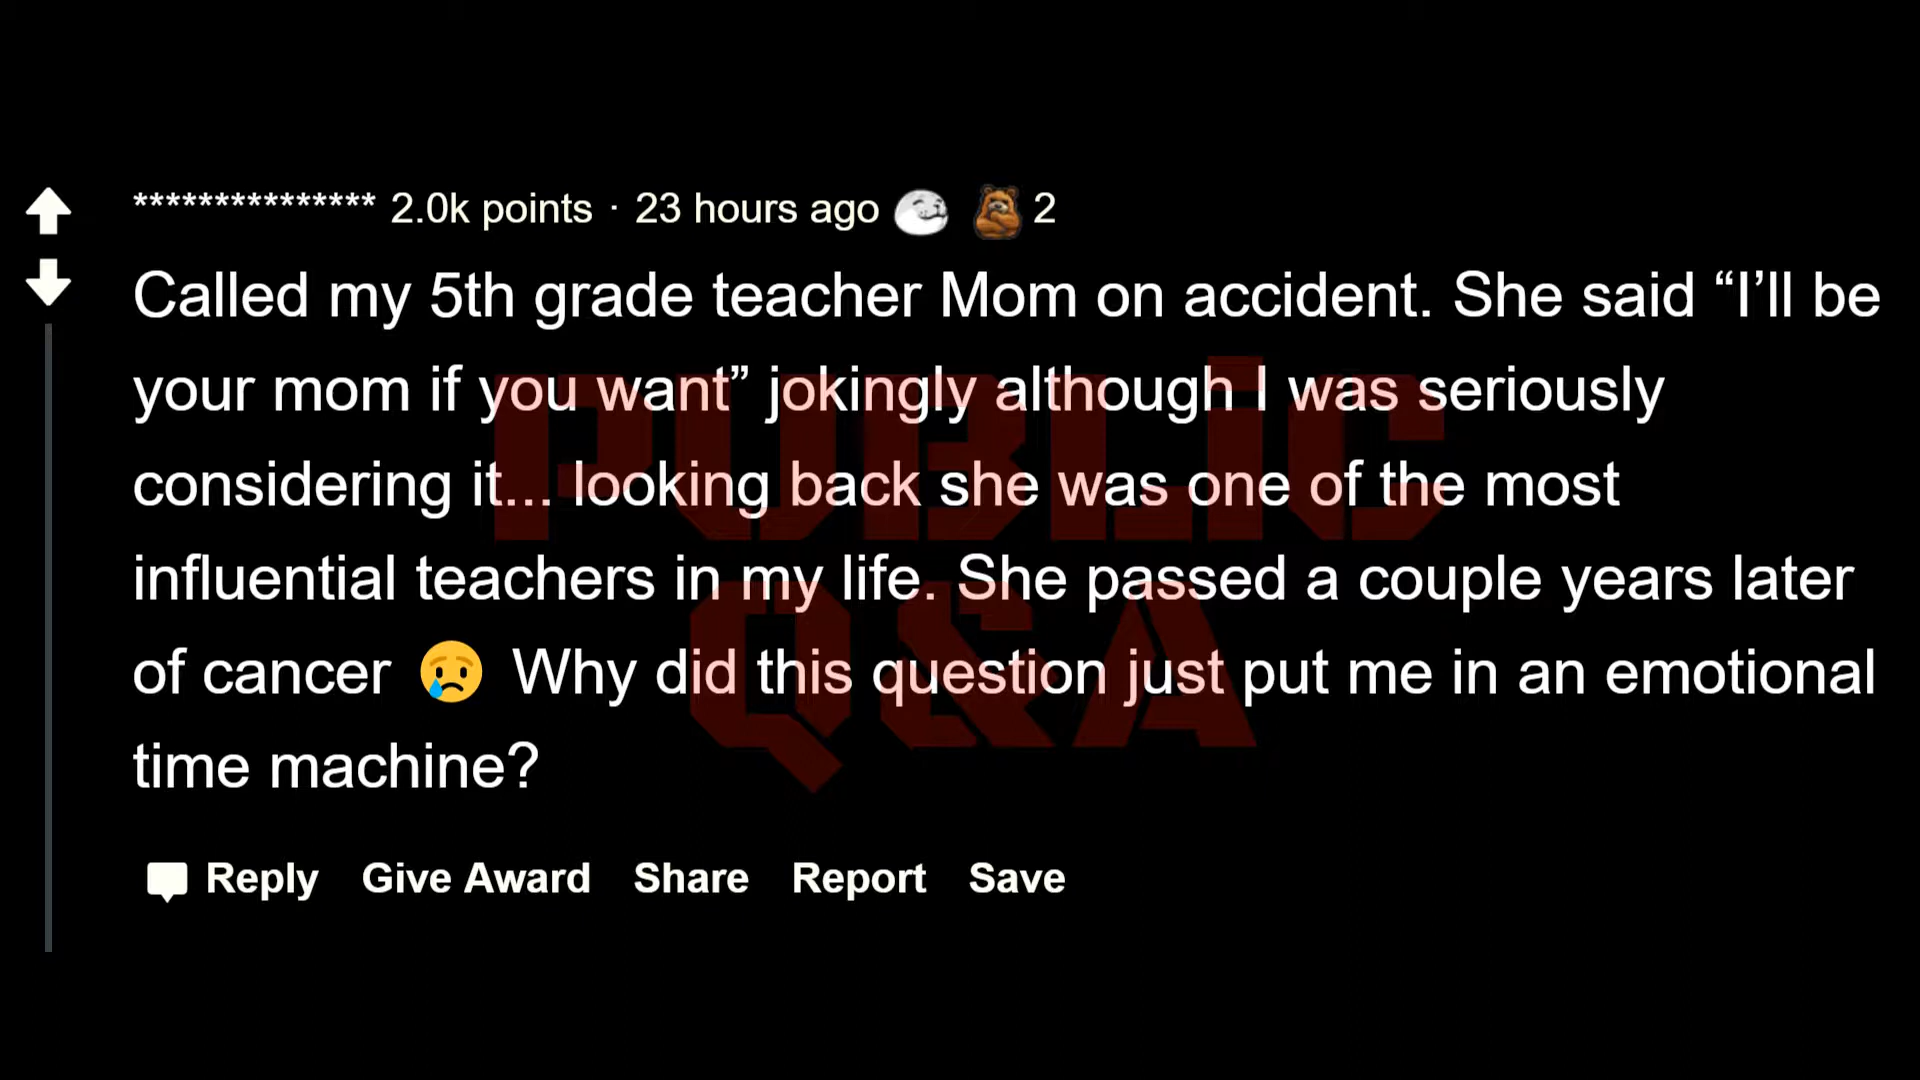 *************** 2.0k points · 23 hours ago 2
Called my 5th grade teacher Mom on accident. She said “I’ll be
your mom if you want” jokingly although I was seriously
considering it... looking back she was one of the most
influential teachers in my life. She passed a couple years later
of cancer 😢 Why did this question just put me in an emotional
time machine?
Reply Give Award Share Report Save
PUBLiC
Q&A